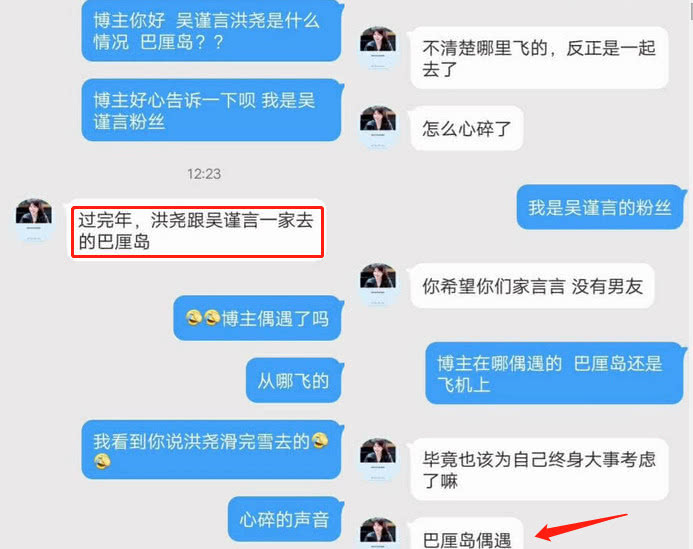 博主你好 吴谨言洪尧是什么
情况 巴厘岛？？
博主好心告诉一下呗 我是吴
谨言粉丝
12:23
过完年，洪尧跟吴谨言一家去
的巴厘岛
博主偶遇了吗
从哪飞的
我看到你说洪尧滑完雪去的
心碎的声音
不清楚哪里飞的，反正是一起
去了
怎么心碎了
我是吴谨言的粉丝
你希望你们家言言 没有男友
博主在哪偶遇的 巴厘岛还是
飞机上
毕竟也该为自己终身大事考虑
了嘛
巴厘岛偶遇